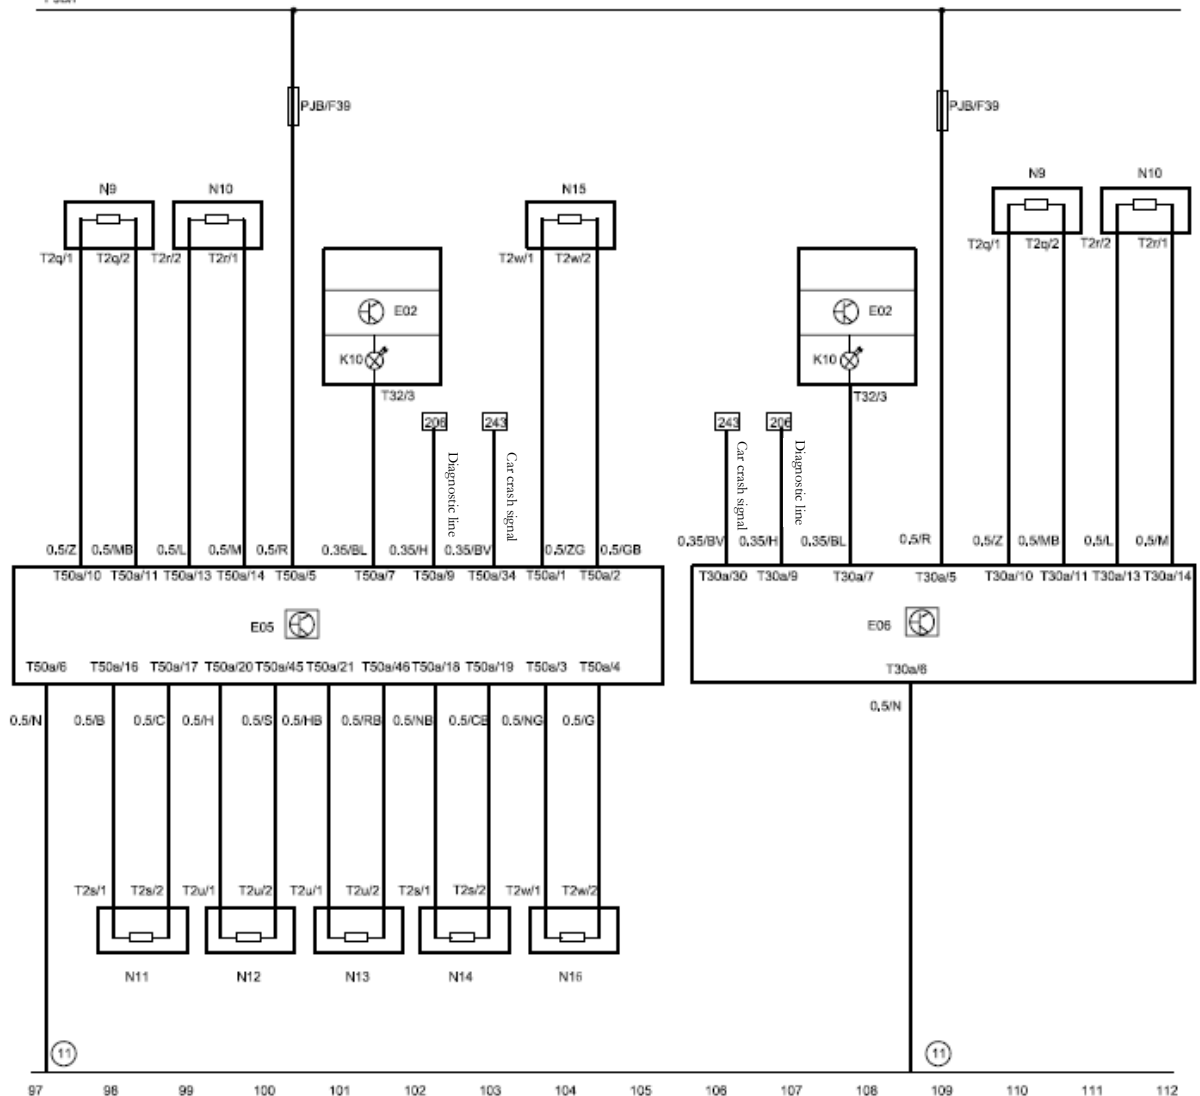 PJB/F39 PJB/F39
N9 N10 N15 N9 N10
T2q/1 T2q/2 T2r/2 T2r/1 T2w/1 T2w/2 T2q/1 T2q/2 T2r/2 T2r/1
E02 E02
K10 K10
T32/3 T32/3
206 243 243 206
Diagnostic line
Car crash signal
Car crash signal
Diagnostic line
0.5/Z 0.5/MB 0.5/L 0.5/M 0.5/R 0.35/BL 0.35/H 0.35/BV 0.5/ZG 0.5/GB 0.35/BV 0.35/H 0.35/BL 0.5/R 0.5/Z 0.5/MB 0.5/L 0.5/M
T50a/10 T50a/11 T50a/13 T50a/14 T50a/5 T50a/7 T50a/9 T50a/34 T50a/1 T50a/2 T30a/30 T30a/9 T30a/7 T30a/5 T30a/10 T30a/11 T30a/13 T30a/14
E05 E06
T50a/6 T50a/16 T50a/17 T50a/20 T50a/45 T50a/21 T50a/46 T50a/18 T50a/19 T50a/3 T50a/4 T30a/6
0.5/N 0.5/B 0.5/C 0.5/H 0.5/S 0.5/HB 0.5/RB 0.5/NB 0.5/CB 0.5/NG 0.5/G 0.5/N
T2s/1 T2s/2 T2u/1 T2u/2 T2u/1 T2u/2 T2s/1 T2s/2 T2w/1 T2w/2
N11 N12 N13 N14 N16
11 11
97 98 99 100 101 102 103 104 105 106 107 108 109 110 111 112